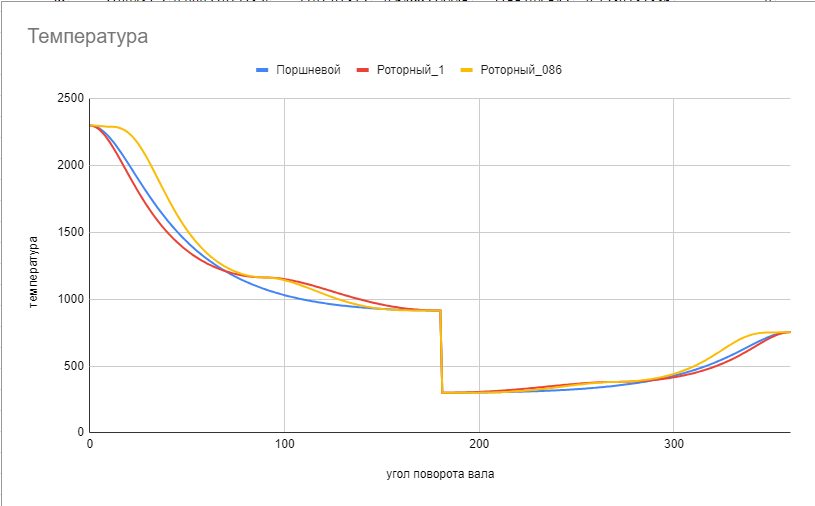 Температура
Поршневой Роторный_1 Роторный_086
2500
2000
1500
1000
500
0
температура
0 100 200 300
угол поворота вала